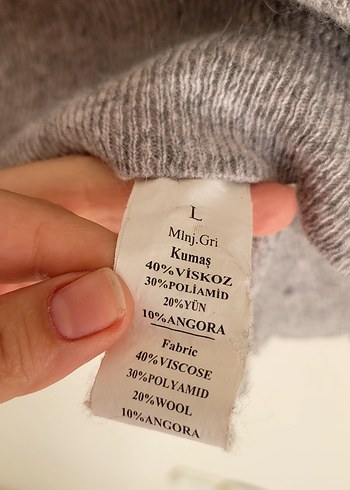 L
Mlnj.Gri
Kumaş
40%VİSKOZ
30%POLİAMİD
20%YÜN
10%ANGORA
Fabric
40%VISCOSE
30%POLYAMID
20%WOOL
10%ANGORA